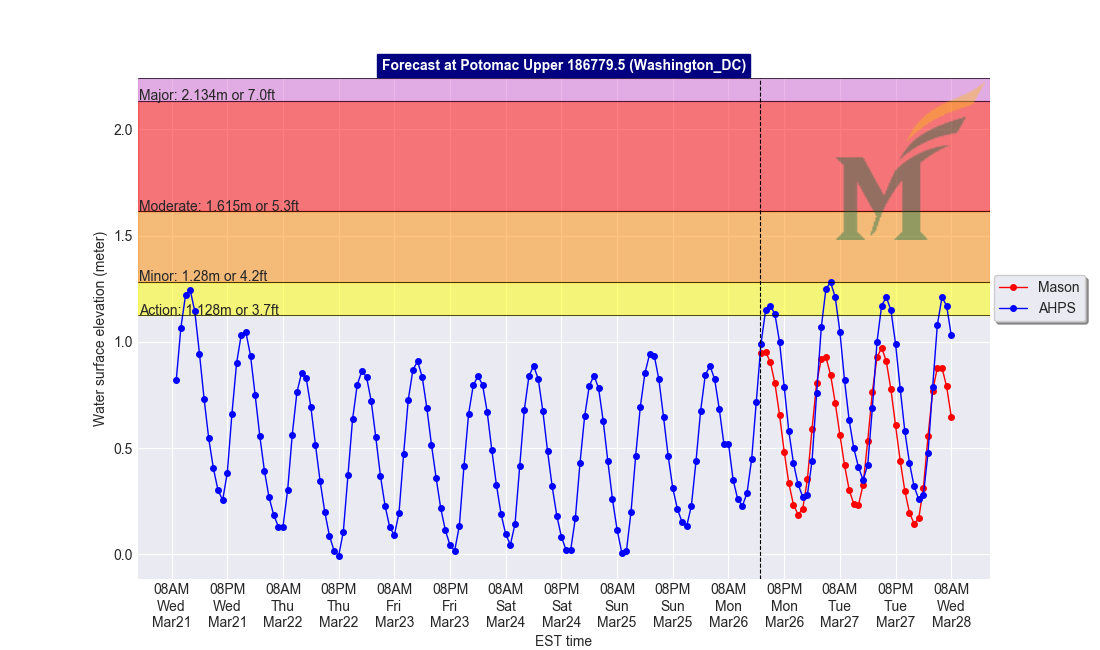 Forecast at Potomac Upper 186779.5 (Washington_DC)
Major: 2.134m or 7.0ft
Moderate: 1.615m or 5.3ft
Minor: 1.28m or 4.2ft
Action: 1.128m or 3.7ft
2.0
1.5
1.0
0.5
0.0
Water surface elevation (meter)
M
Mason
AHPS
08AM 08PM 08AM 08PM 08AM 08PM 08AM 08PM 08AM 08PM 08AM 08PM 08AM 08PM 08AM
Wed Wed Thu Thu Fri Fri Sat Sat Sun Sun Mon Mon Tue Tue Wed
Mar21 Mar21 Mar22 Mar22 Mar23 Mar23 Mar24 Mar24 Mar25 Mar25 Mar26 Mar26 Mar27 Mar27 Mar28
EST time